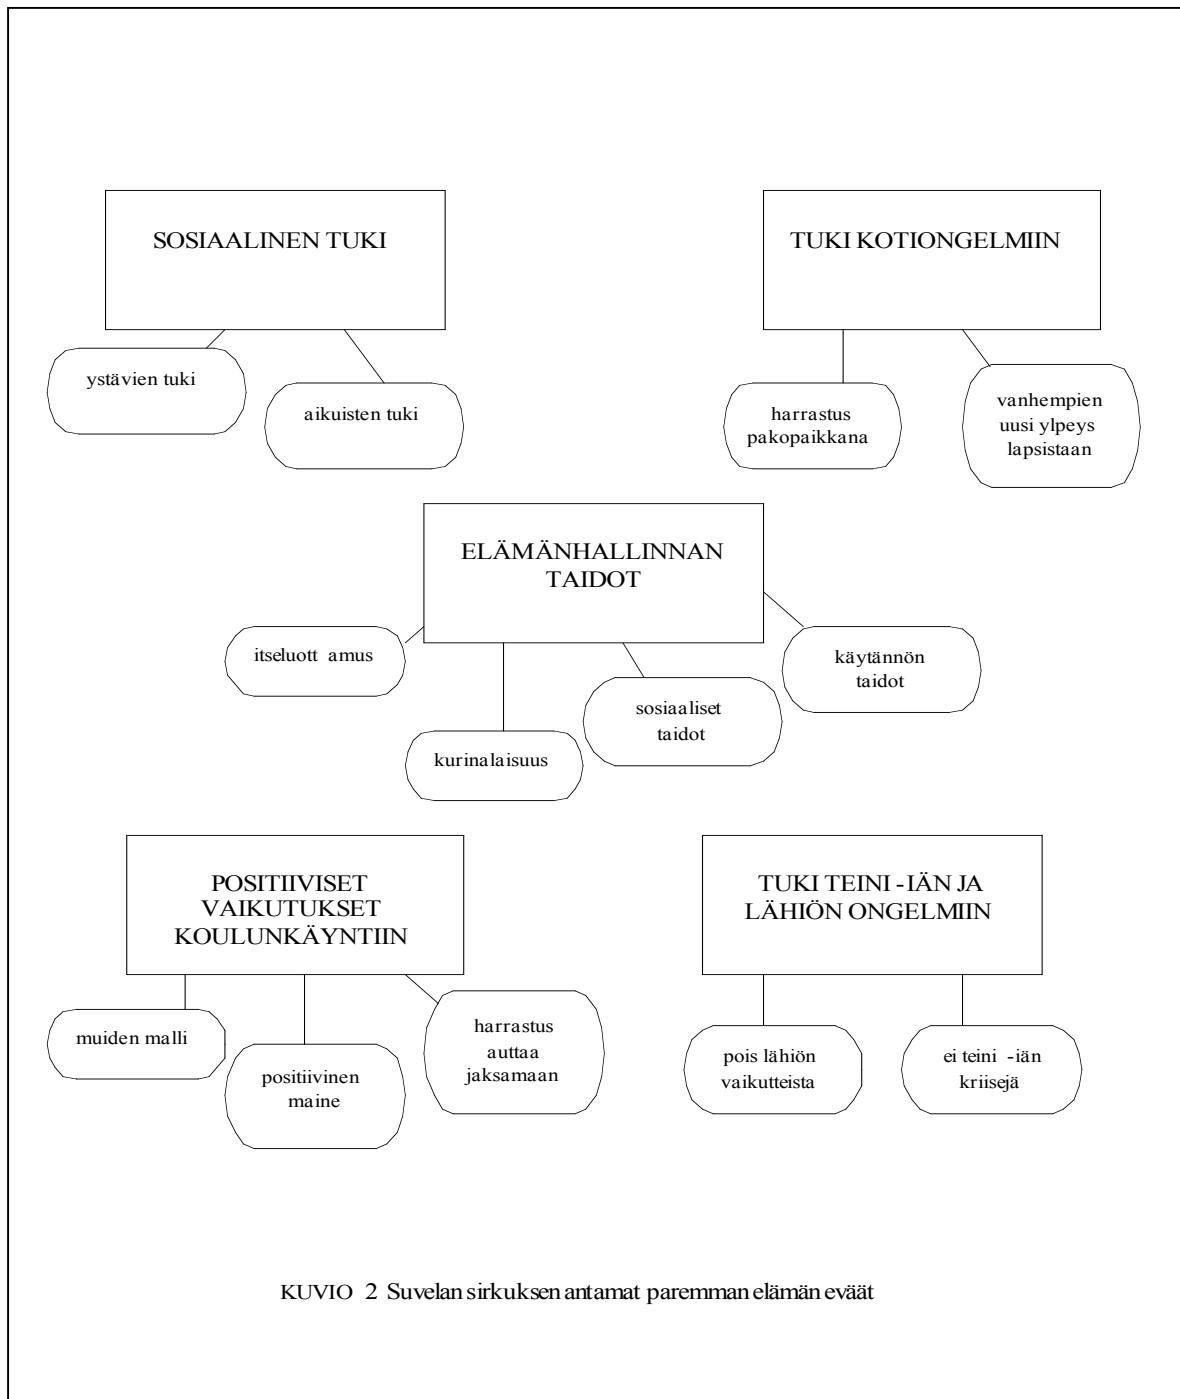 SOSIAALINEN TUKI
ystävien tuki
aikuisten tuki
TUKI KOTIONGELMIIN
harrastus
pakopaikkana
vanhempien
uusi ylpeys
lapsistaan
ELÄMÄNHALLINNAN
TAIDOT
itseluott amus
kurinalaisuus
sosiaaliset
taidot
käytännön
taidot
POSITIIVISET
VAIKUTUKSET
KOULUNKÄYNTIIN
muiden malli
positiivinen
maine
harrastus
auttaa
jaksamaan
TUKI TEINI -IÄN JA
LÄHIÖN ONGELMIIN
pois lähiön
vaikutteista
ei teini -iän
kriisejä
KUVIO 2 Suvelan sirkuksen antamat paremman elämän eväät